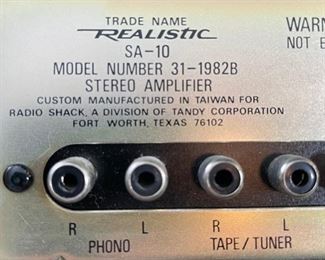 TRADE NAME
REALISTIC
SA-10
MODEL NUMBER 31-1982B
STEREO AMPLIFIER
CUSTOM MANUFACTURED IN TAIWAN FOR
RADIO SHACK, A DIVISION OF TANDY CORPORATION
FORT WORTH, TEXAS 76102
WARN
NOT E
R L R L
PHONO TAPE/TUNER